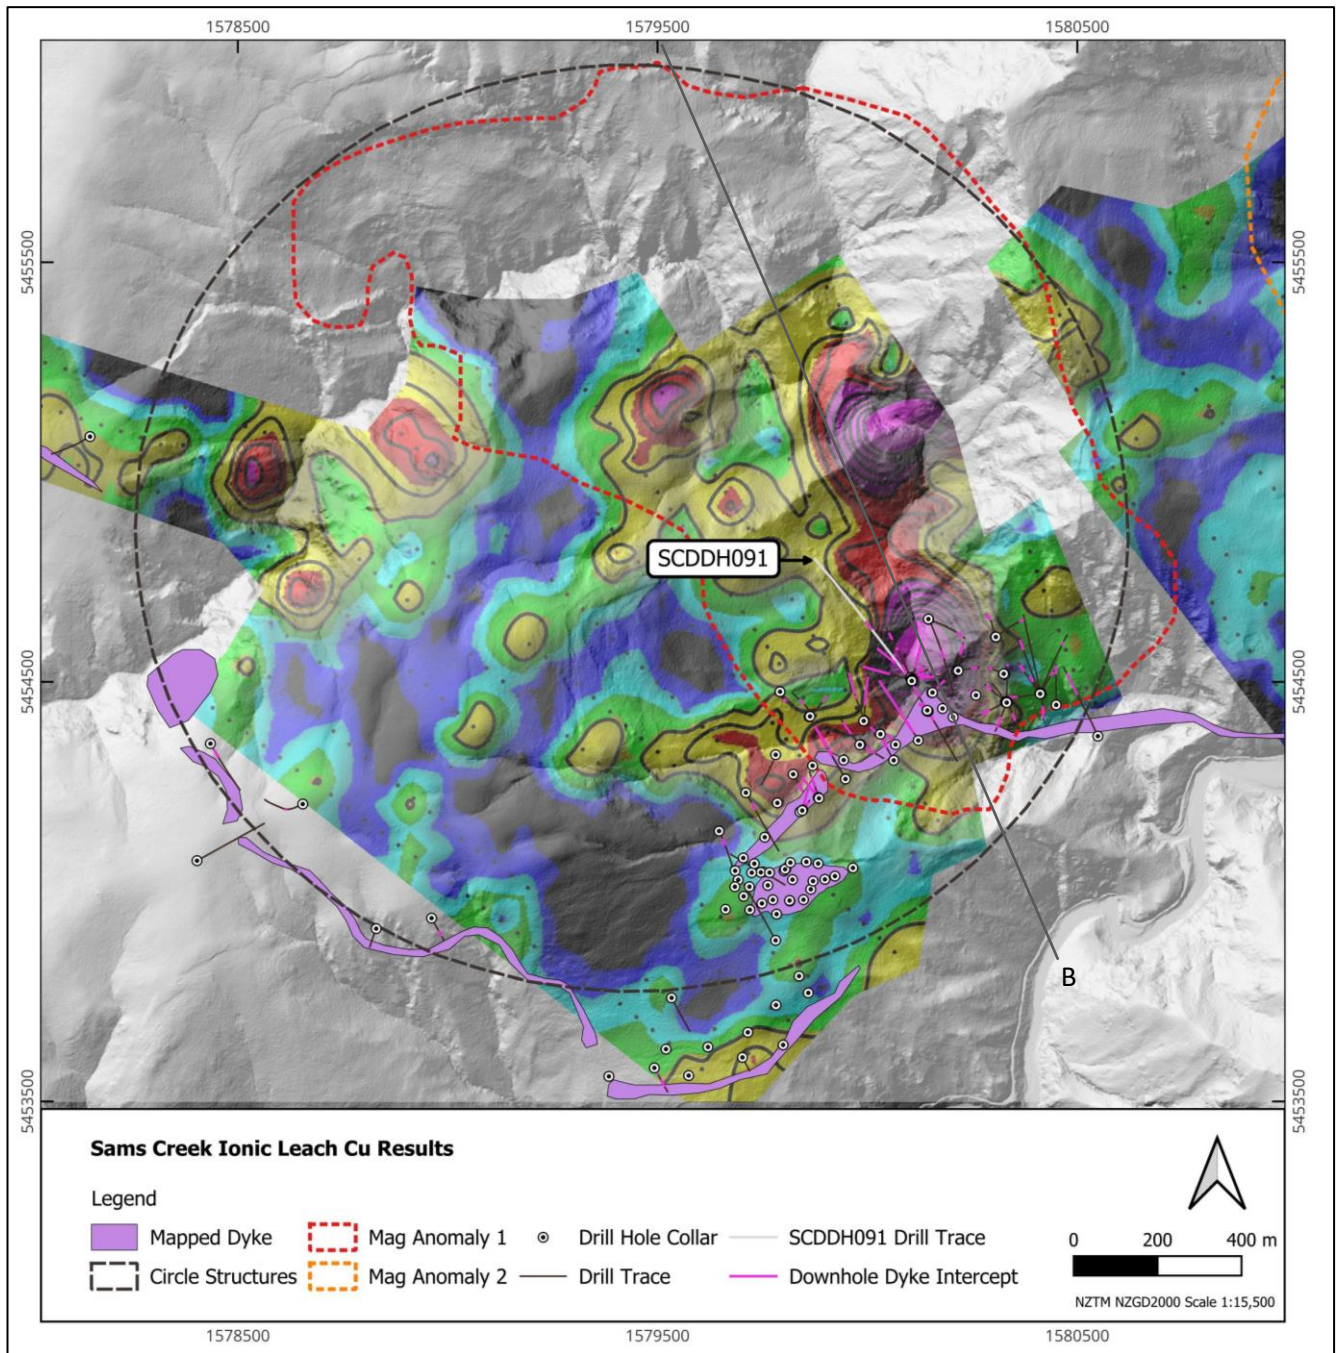 1578500
1579500
1580500
5455500
5455500
SCDDH091
5454500
5454500
B
5453500
5453500
Sams Creek Ionic Leach Cu Results
Legend
Mapped Dyke
Mag Anomaly 1
Drill Hole Collar
SCDDH091 Drill Trace
Circle Structures
Mag Anomaly 2
Drill Trace
Downhole Dyke Intercept
0
200
400 m
NZTM NZGD2000 Scale 1:15,500
1578500
1579500
1580500